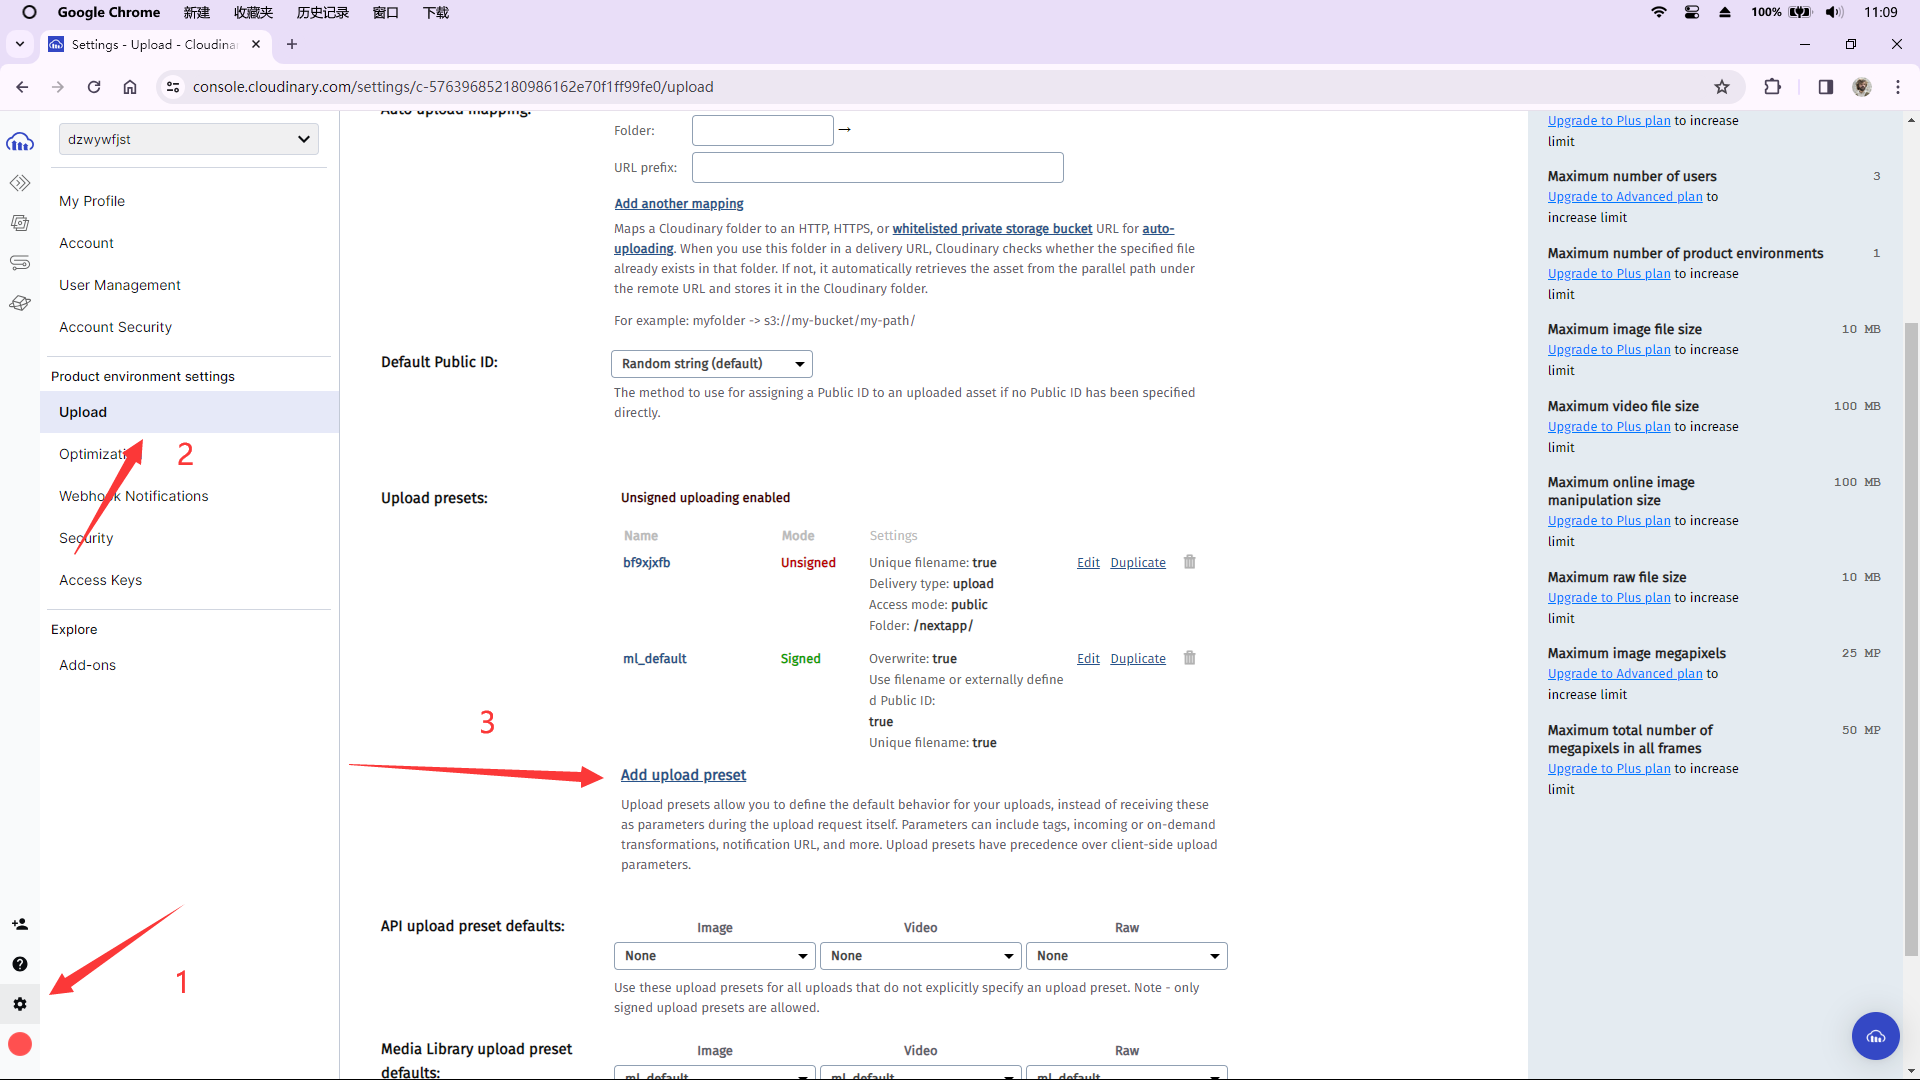 Google Chrome 新建 收藏夹 历史记录 窗口 下载 100% 11:09
Settings - Upload - Cloudina
console.cloudinary.com/settings/c-576396852180986162e70f1ff99fe0/upload
dzwywfjst
My Profile
Account
User Management
Account Security
Product environment settings
Upload
2
Optimizati
Webhook Notifications
Security
Access Keys
Explore
Add-ons
1
Auto upload mapping:
Folder: →
URL prefix:
Add another mapping
Maps a Cloudinary folder to an HTTP, HTTPS, or whitelisted private storage bucket URL for auto-
uploading. When you use this folder in a delivery URL, Cloudinary checks whether the specified file
already exists in that folder. If not, it automatically retrieves the asset from the parallel path under
the remote URL and stores it in the Cloudinary folder.
For example: myfolder -> s3://my-bucket/my-path/
Default Public ID: Random string (default)
The method to use for assigning a Public ID to an uploaded asset if no Public ID has been specified
directly.
Upload presets: Unsigned uploading enabled
Name Mode Settings
bf9xjxfb Unsigned Unique filename: true Edit Duplicate
Delivery type: upload
Access mode: public
Folder: /nextapp/
ml_default Signed Overwrite: true Edit Duplicate
Use filename or externally define
d Public ID:
true
Unique filename: true
3
Add upload preset
Upload presets allow you to define the default behavior for your uploads, instead of receiving these
as parameters during the upload request itself. Parameters can include tags, incoming or on-demand
transformations, notification URL, and more. Upload presets have precedence over client-side upload
parameters.
API upload preset defaults: Image Video Raw
None None None
Use these upload presets for all uploads that do not explicitly specify an upload preset. Note - only
signed upload presets are allowed.
Media Library upload preset
defaults:
Image Video Raw
ml_default ml_default ml_default
Upgrade to Plus plan to increase
limit
Maximum number of users 3
Upgrade to Advanced plan to
increase limit
Maximum number of product environments 1
Upgrade to Plus plan to increase
limit
Maximum image file size 10 MB
Upgrade to Plus plan to increase
limit
Maximum video file size 100 MB
Upgrade to Plus plan to increase
limit
Maximum online image
manipulation size 100 MB
Upgrade to Plus plan to increase
limit
Maximum raw file size 10 MB
Upgrade to Plus plan to increase
limit
Maximum image megapixels 25 MP
Upgrade to Advanced plan to
increase limit
Maximum total number of
megapixels in all frames 50 MP
Upgrade to Plus plan to increase
limit